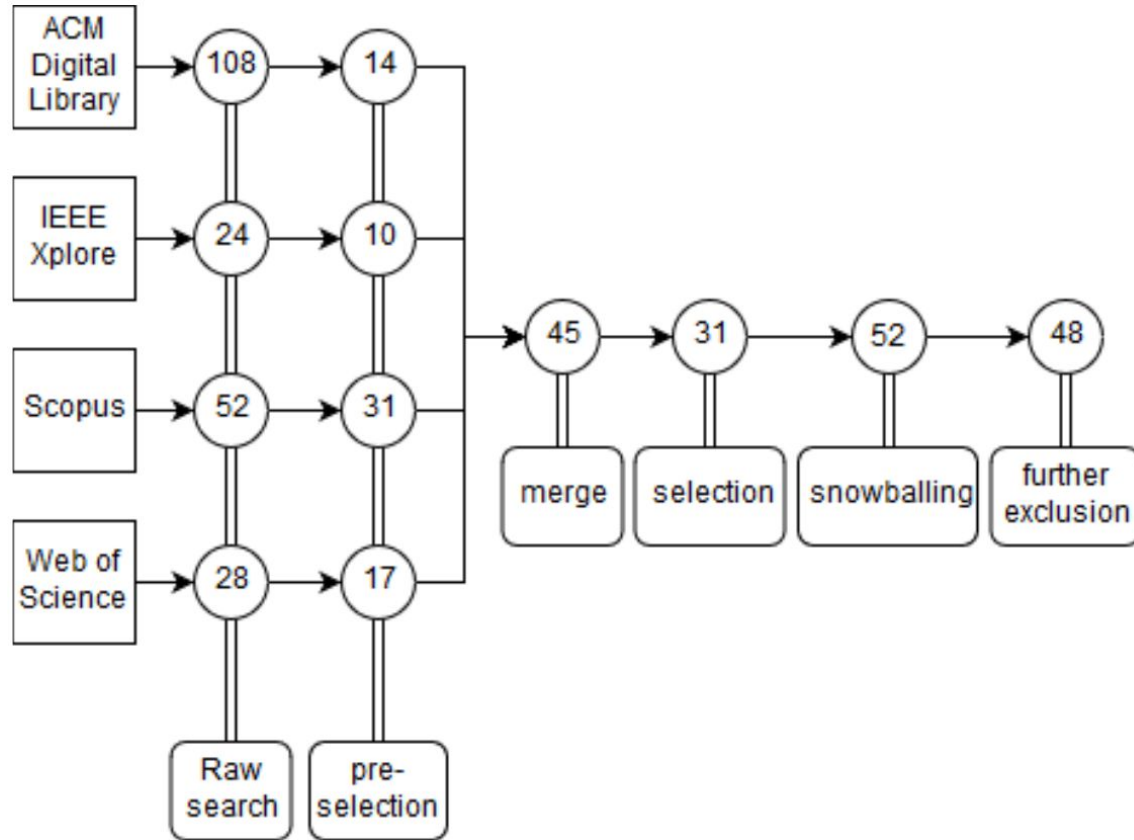 ACM
Digital
Library
108
14
IEEE
Xplore
24
10
45
31
52
48
Scopus
52
31
merge
selection
snowballing
further
exclusion
Web of
Science
28
17
Raw
search
pre-
selection